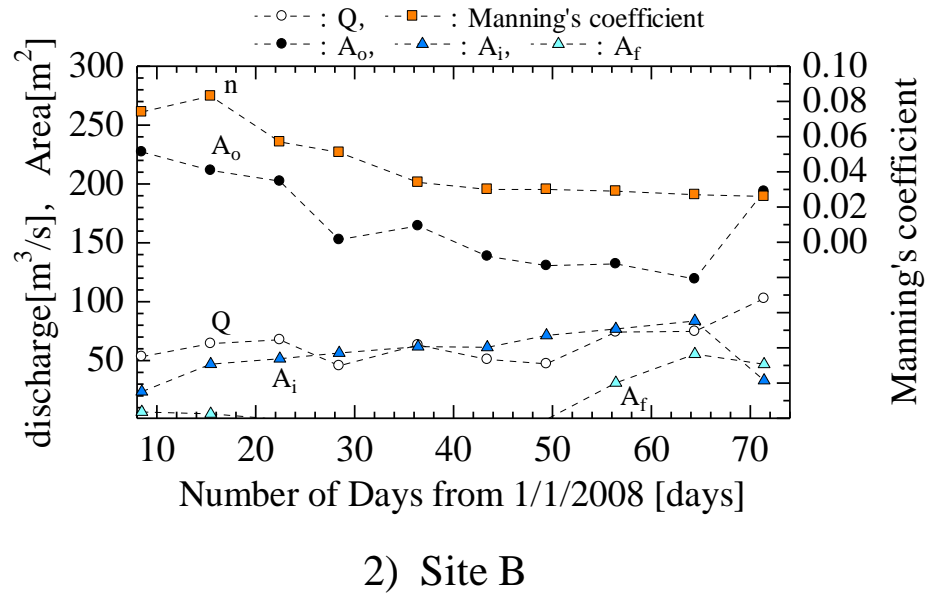 : Q, : Manning's coefficient
: Ao, : Ai, : Af
discharge[m³/s], Area[m²]
300
250
200
150
100
50
0.10
0.08
0.06
0.04
0.02
0.00
Manning's coefficient
n
Ao
Q
Ai
Af
10 20 30 40 50 60 70
Number of Days from 1/1/2008 [days]
2) Site B